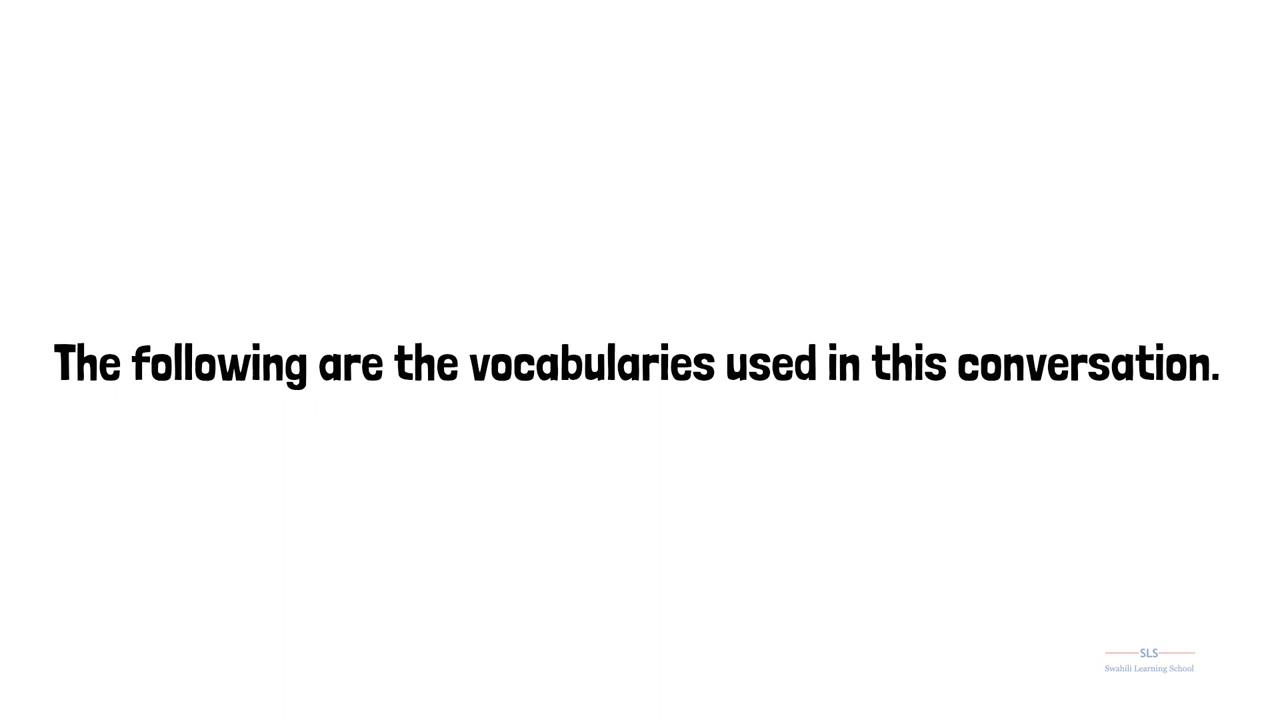 The following are the vocabularies used in this conversation.
SLS
Swahili Learning School